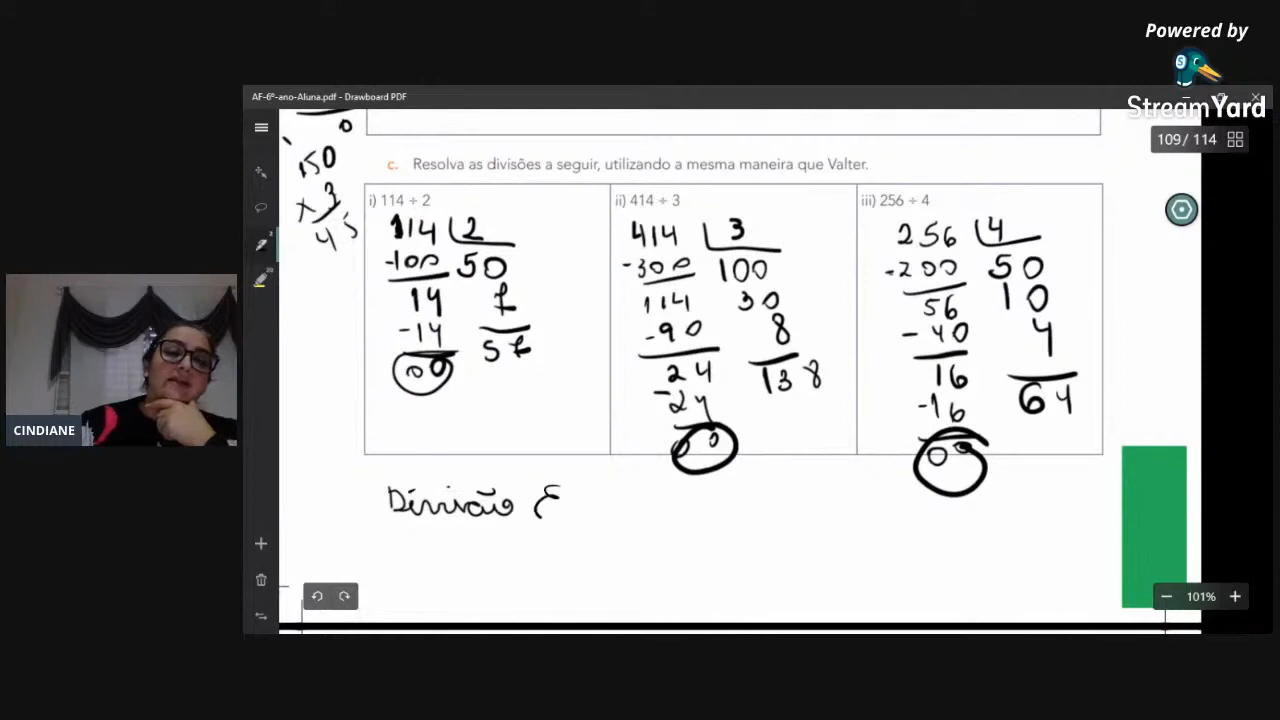 Powered by
StreamYard
AF-6º-ano-Aluna.pdf - Drawboard PDF
109 / 114
0
150
x 3
45
c. Resolva as divisões a seguir, utilizando a mesma maneira que Valter.
i) 114 ÷ 2
114 2
-100 50
14 7
-14 57
00
ii) 414 ÷ 3
414 3
-300 100
114 30
-90 8
24 138
-24
00
iii) 256 ÷ 4
256 4
-200 50
56 10
-40 4
16 64
-16
00
Divisão E
CINDIANE
101%